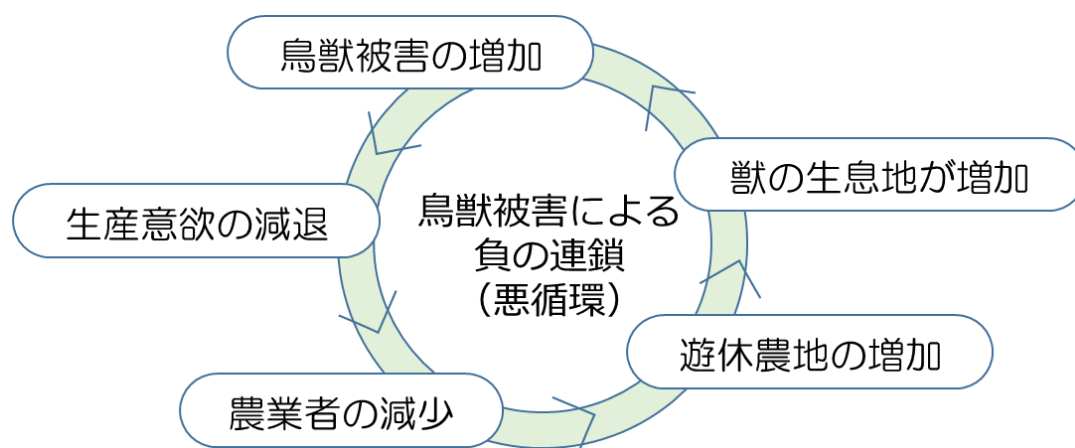 鳥獣被害の増加
獣の生息地が増加
生産意欲の減退
鳥獣被害による
負の連鎖
（悪循環）
遊休農地の増加
農業者の減少